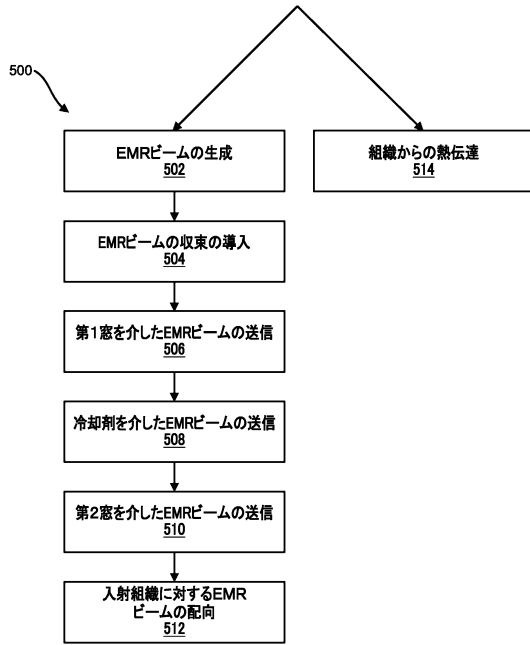 500
EMRビームの生成
502
組織からの熱伝達
514
EMRビームの収束の導入
504
第1窓を介したEMRビームの送信
506
冷却剤を介したEMRビームの送信
508
第2窓を介したEMRビームの送信
510
入射組織に対するEMR
ビームの配向
512